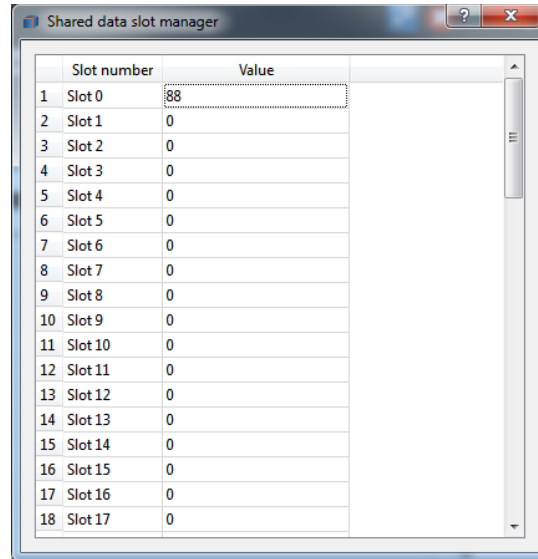 Shared data slot manager
Slot number Value
1 Slot 0 88
2 Slot 1 0
3 Slot 2 0
4 Slot 3 0
5 Slot 4 0
6 Slot 5 0
7 Slot 6 0
8 Slot 7 0
9 Slot 8 0
10 Slot 9 0
11 Slot 10 0
12 Slot 11 0
13 Slot 12 0
14 Slot 13 0
15 Slot 14 0
16 Slot 15 0
17 Slot 16 0
18 Slot 17 0